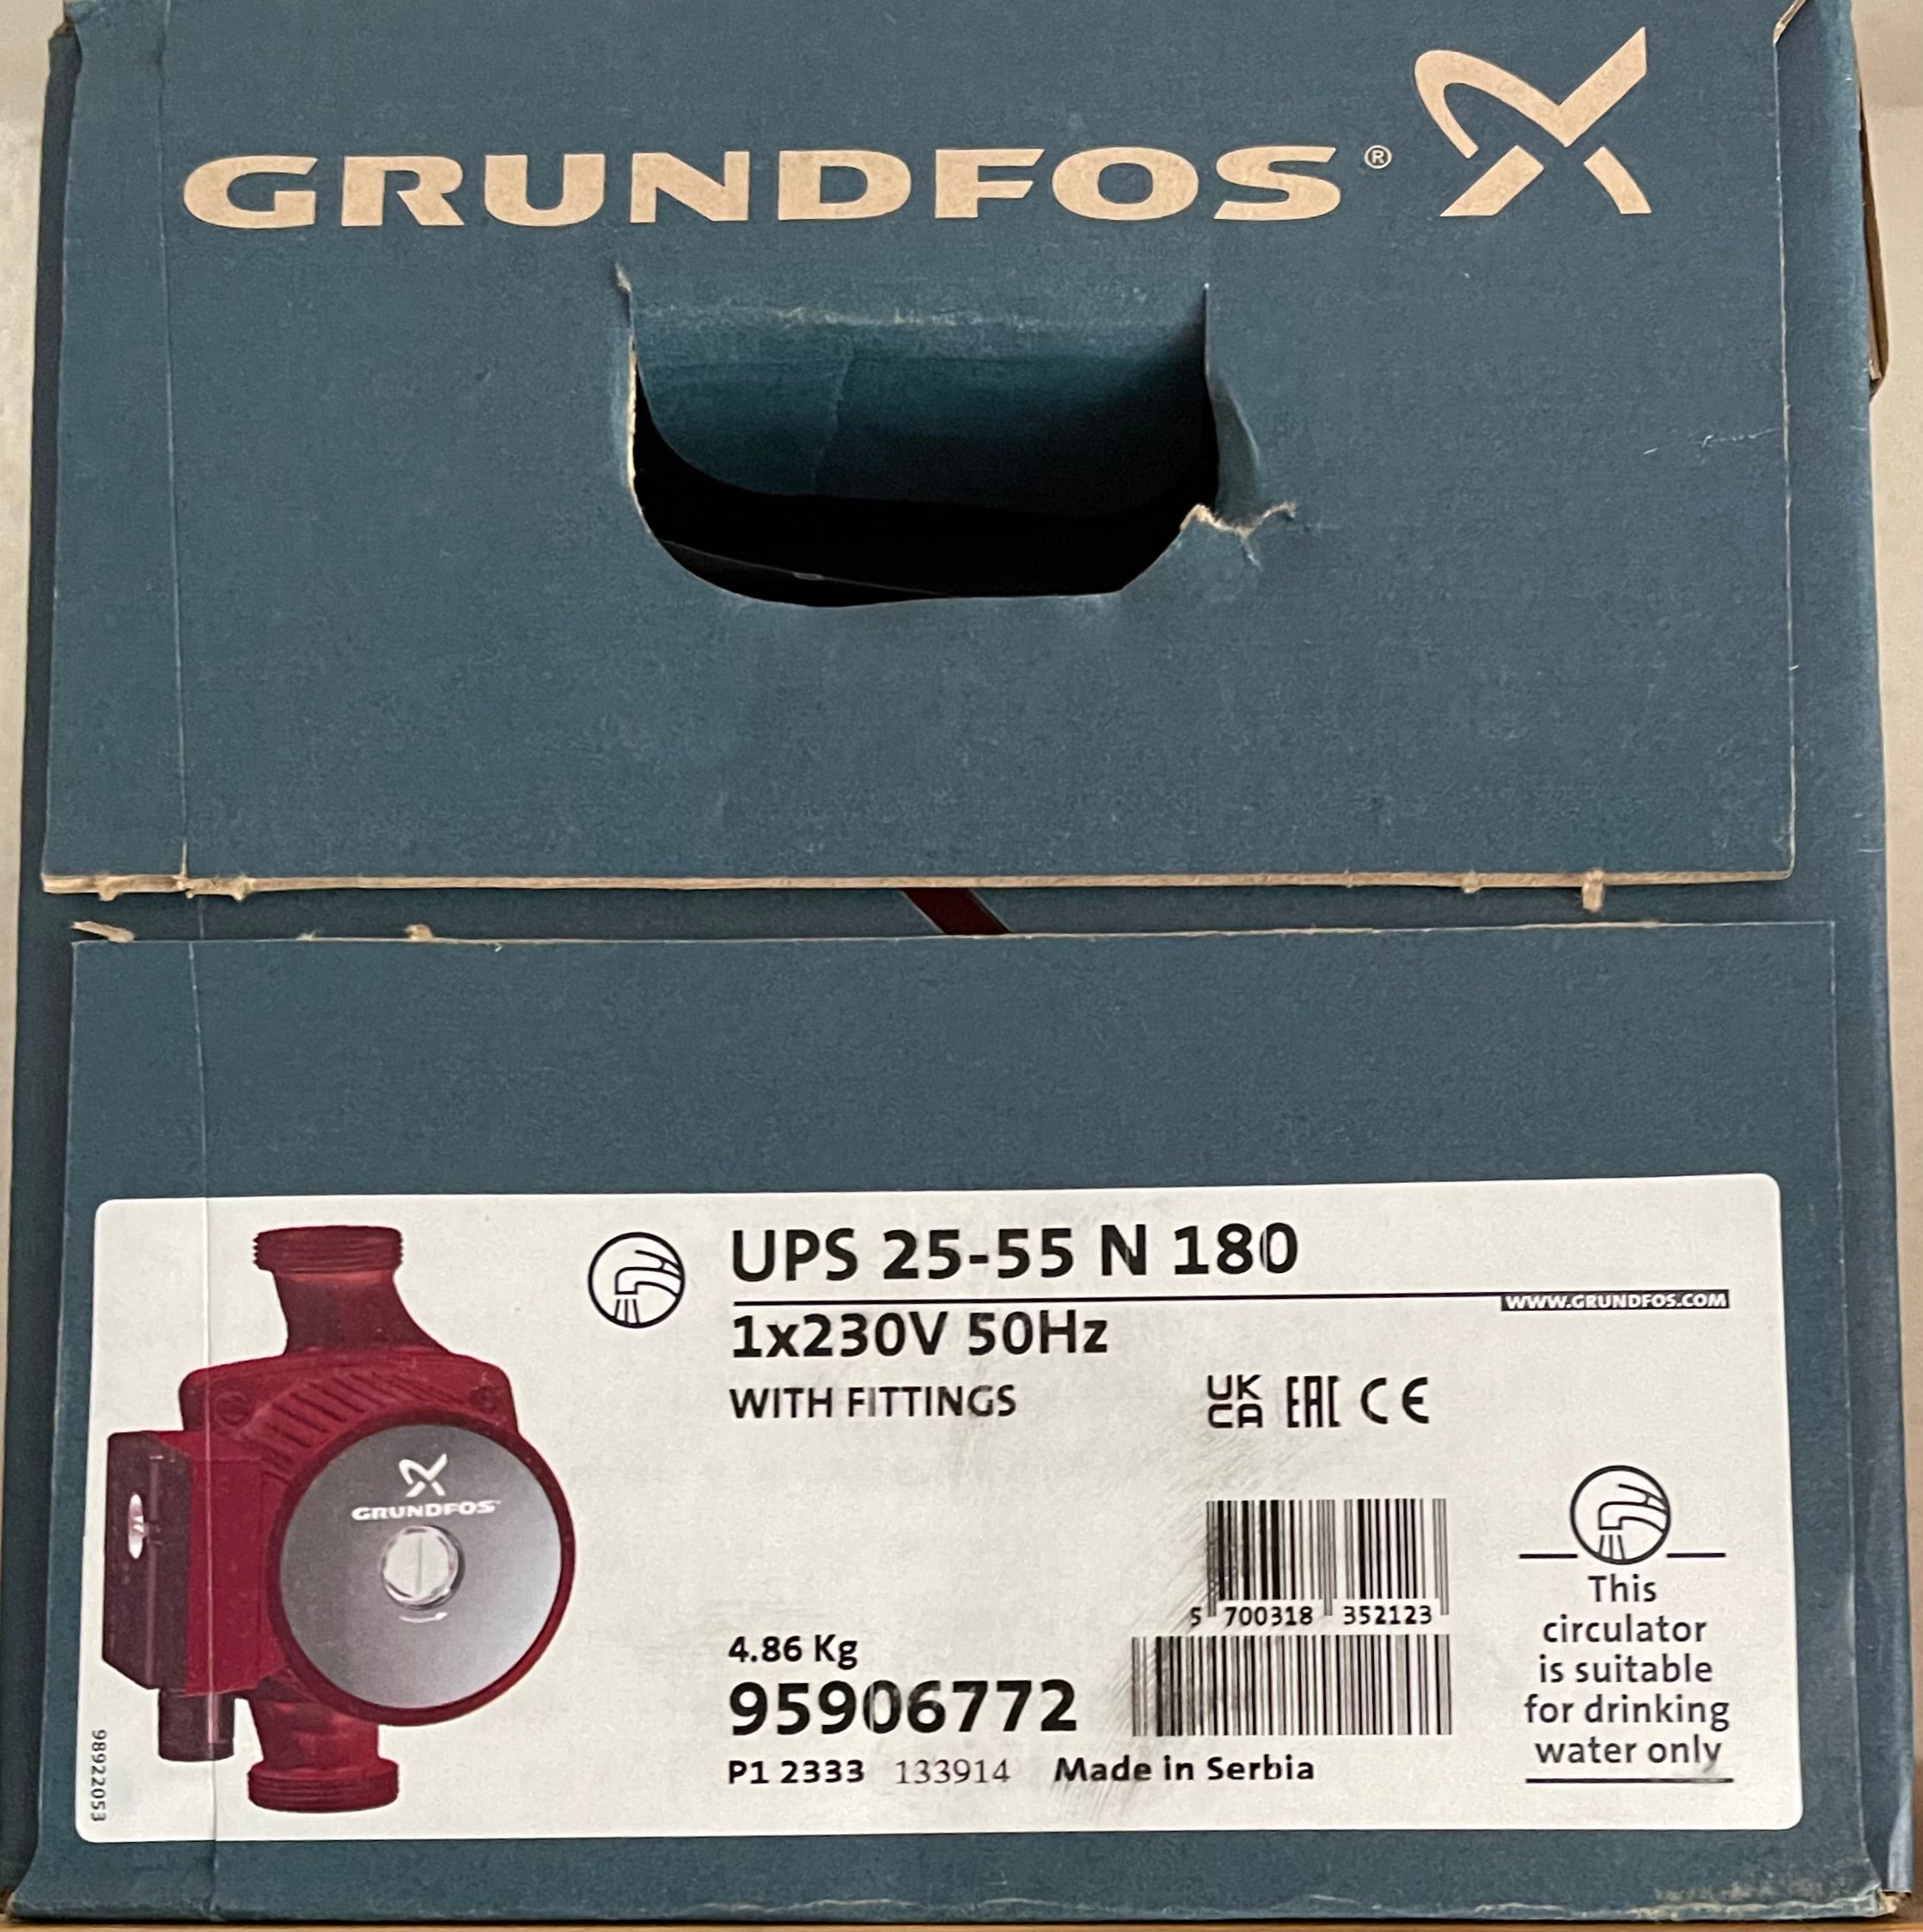 GRUNDFOS®
UPS 25-55 N 180
WWW.GRUNDFOS.COM
1x230V 50Hz
WITH FITTINGS
UK
CA EAC CE
GRUNDFOS
5 700318 352123
This
circulator
is suitable
for drinking
water only
4.86 Kg
95906772
P1 2333 133914 Made in Serbia
98922053